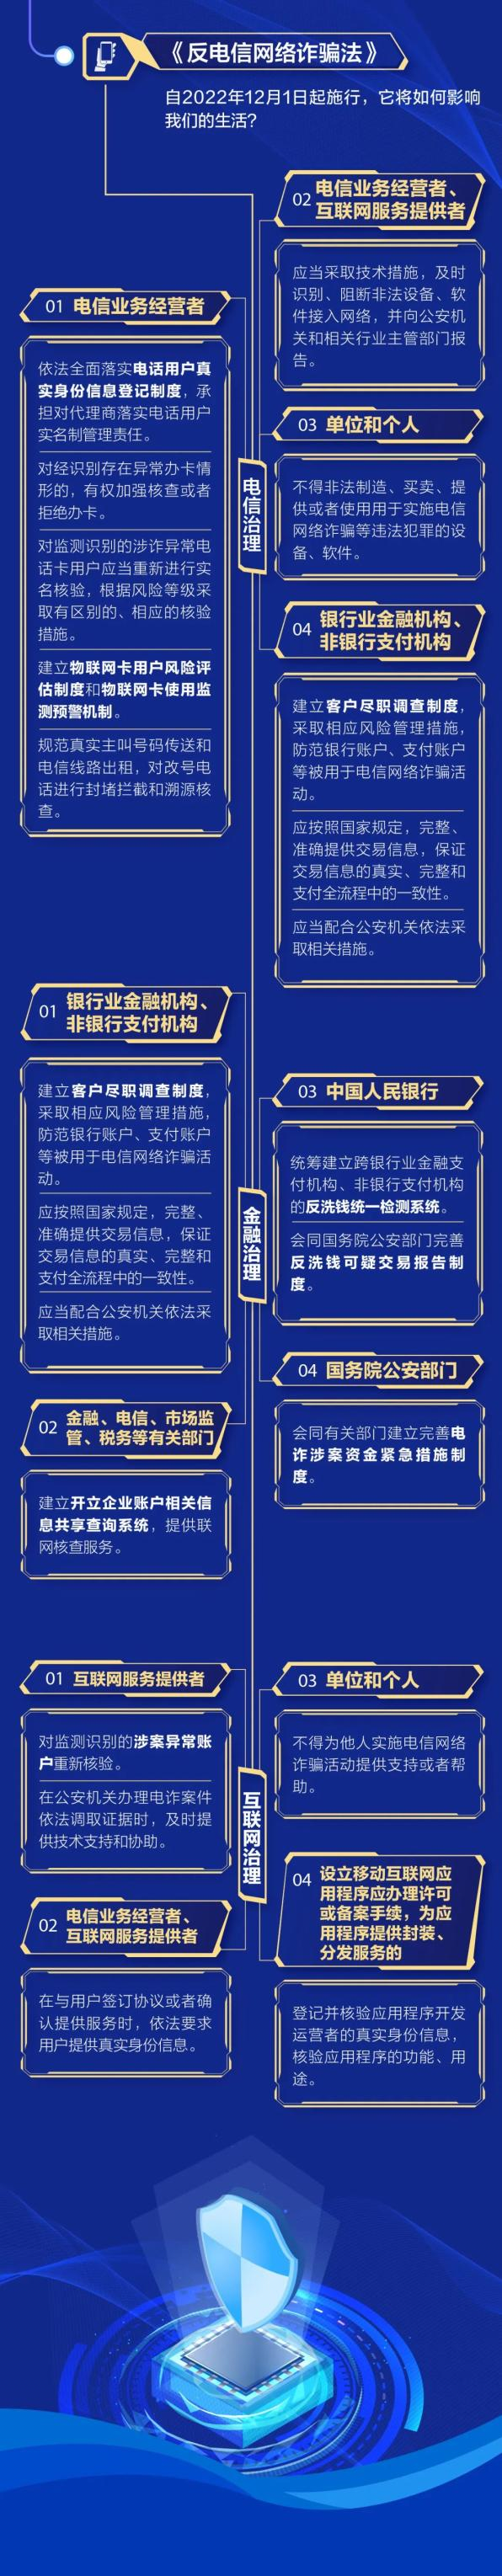 《反电信网络诈骗法》
自2022年12月1日起施行，它将如何影响
我们的生活？
电信治理
01 电信业务经营者
依法全面落实电话用户真
实身份信息登记制度，承
担对代理商落实电话用户
实名制管理责任。
对经识别存在异常办卡情
形的，有权加强核查或者
拒绝办卡。
对监测识别的涉诈异常电
话卡用户应当重新进行实
名核验，根据风险等级采
取有区别的、相应的核验
措施。
建立物联网卡用户风险评
估制度和物联网卡使用监
测预警机制。
规范真实主叫号码传送和
电信线路出租，对改号电
话进行封堵拦截和溯源核
查。
02 电信业务经营者、
互联网服务提供者
应当采取技术措施，及时
识别、阻断非法设备、软
件接入网络，并向公安机
关和相关行业主管部门报
告。
03 单位和个人
不得非法制造、买卖、提
供或者使用用于实施电信
网络诈骗等违法犯罪的设
备、软件。
04 银行业金融机构、
非银行支付机构
建立客户尽职调查制度，
采取相应风险管理措施，
防范银行账户、支付账户
等被用于电信网络诈骗活
动。
应按照国家规定，完整、
准确提供交易信息，保证
交易信息的真实、完整和
支付全流程中的一致性。
应当配合公安机关依法采
取相关措施。
金融治理
01 银行业金融机构、
非银行支付机构
建立客户尽职调查制度，
采取相应风险管理措施，
防范银行账户、支付账户
等被用于电信网络诈骗活
动。
应按照国家规定，完整、
准确提供交易信息，保证
交易信息的真实、完整和
支付全流程中的一致性。
应当配合公安机关依法采
取相关措施。
02 金融、电信、市场监
管、税务等有关部门
建立开立企业账户相关信
息共享查询系统，提供联
网核查服务。
03 中国人民银行
统筹建立跨银行业金融支
付机构、非银行支付机构
的反洗钱统一检测系统。
会同国务院公安部门完善
反洗钱可疑交易报告制
度。
04 国务院公安部门
会同有关部门建立完善电
诈涉案资金紧急措施制
度。
互联网治理
01 互联网服务提供者
对监测识别的涉案异常账
户重新核验。
在公安机关办理电诈案件
依法调取证据时，及时提
供技术支持和协助。
02 电信业务经营者、
互联网服务提供者
在与用户签订协议或者确
认提供服务时，依法要求
用户提供真实身份信息。
03 单位和个人
不得为他人实施电信网络
诈骗活动提供支持或者帮
助。
04 设立移动互联网应
用程序应办理许可
或备案手续，为应
用程序提供封装、
分发服务的
登记并核验应用程序开发
运营者的真实身份信息，
核验应用程序的功能、用
途。